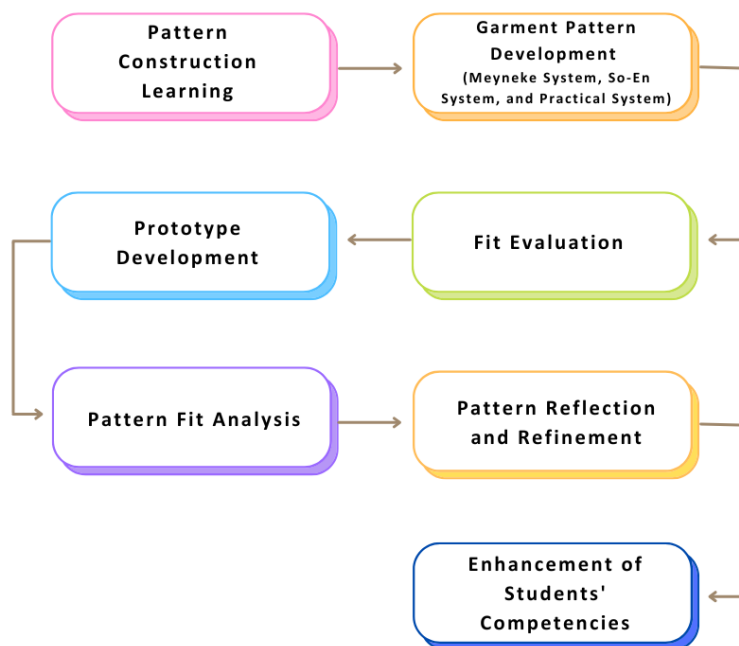 Pattern
Construction
Learning
Garment Pattern
Development
(Meyneke System, So-En
System, and Practical System)
Prototype
Development
Fit Evaluation
Pattern Fit Analysis
Pattern Reflection
and Refinement
Enhancement of
Students'
Competencies